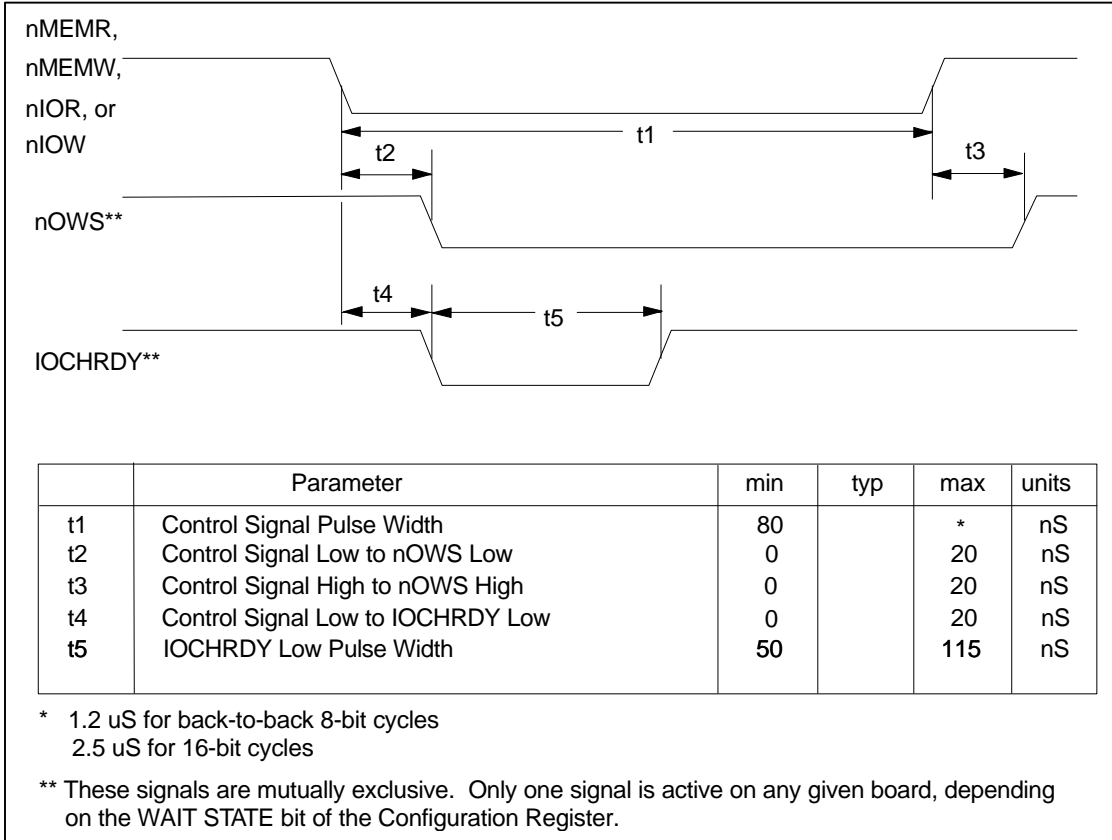 nMEMR,
nMEMW,
nIOR, or
nIOW
t1
t2
t3
nOWS**
t4
t5
IOCHRDY**
Parameter min typ max units
t1 Control Signal Pulse Width 80 * nS
t2 Control Signal Low to nOWS Low 0 20 nS
t3 Control Signal High to nOWS High 0 20 nS
t4 Control Signal Low to IOCHRDY Low 0 20 nS
t5 IOCHRDY Low Pulse Width 50 115 nS
* 1.2 uS for back-to-back 8-bit cycles
2.5 uS for 16-bit cycles
** These signals are mutually exclusive. Only one signal is active on any given board, depending
on the WAIT STATE bit of the Configuration Register.